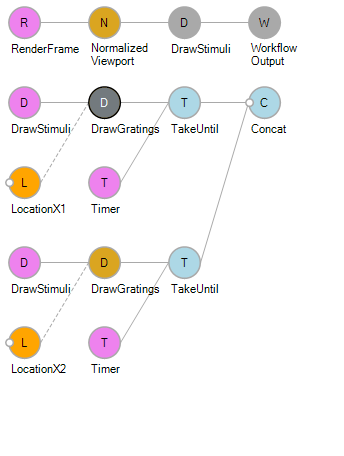 R N D W
RenderFrame Normalized Viewport DrawStimuli Workflow Output
D D T C
DrawStimuli DrawGratings TakeUntil Concat
L T
LocationX1 Timer
D D T
DrawStimuli DrawGratings TakeUntil
L T
LocationX2 Timer